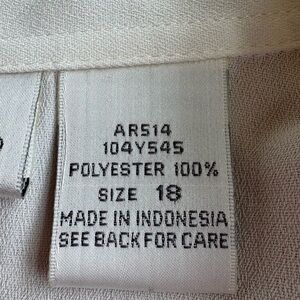 AR514
104Y545
POLYESTER 100%
SIZE 18
MADE IN INDONESIA
SEE BACK FOR CARE